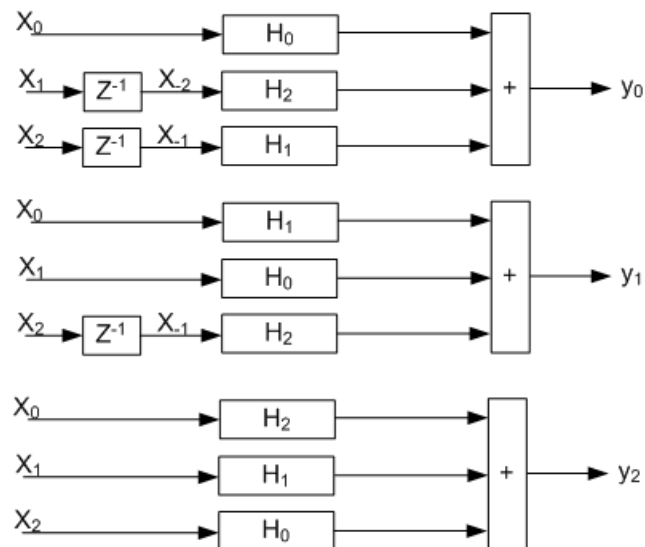 X₀ H₀
X₁ Z⁻¹ X₋₂ H₂ + y₀
X₂ Z⁻¹ X₋₁ H₁
X₀ H₁
X₁ H₀ + y₁
X₂ Z⁻¹ X₋₁ H₂
X₀ H₂
X₁ H₁ + y₂
X₂ H₀